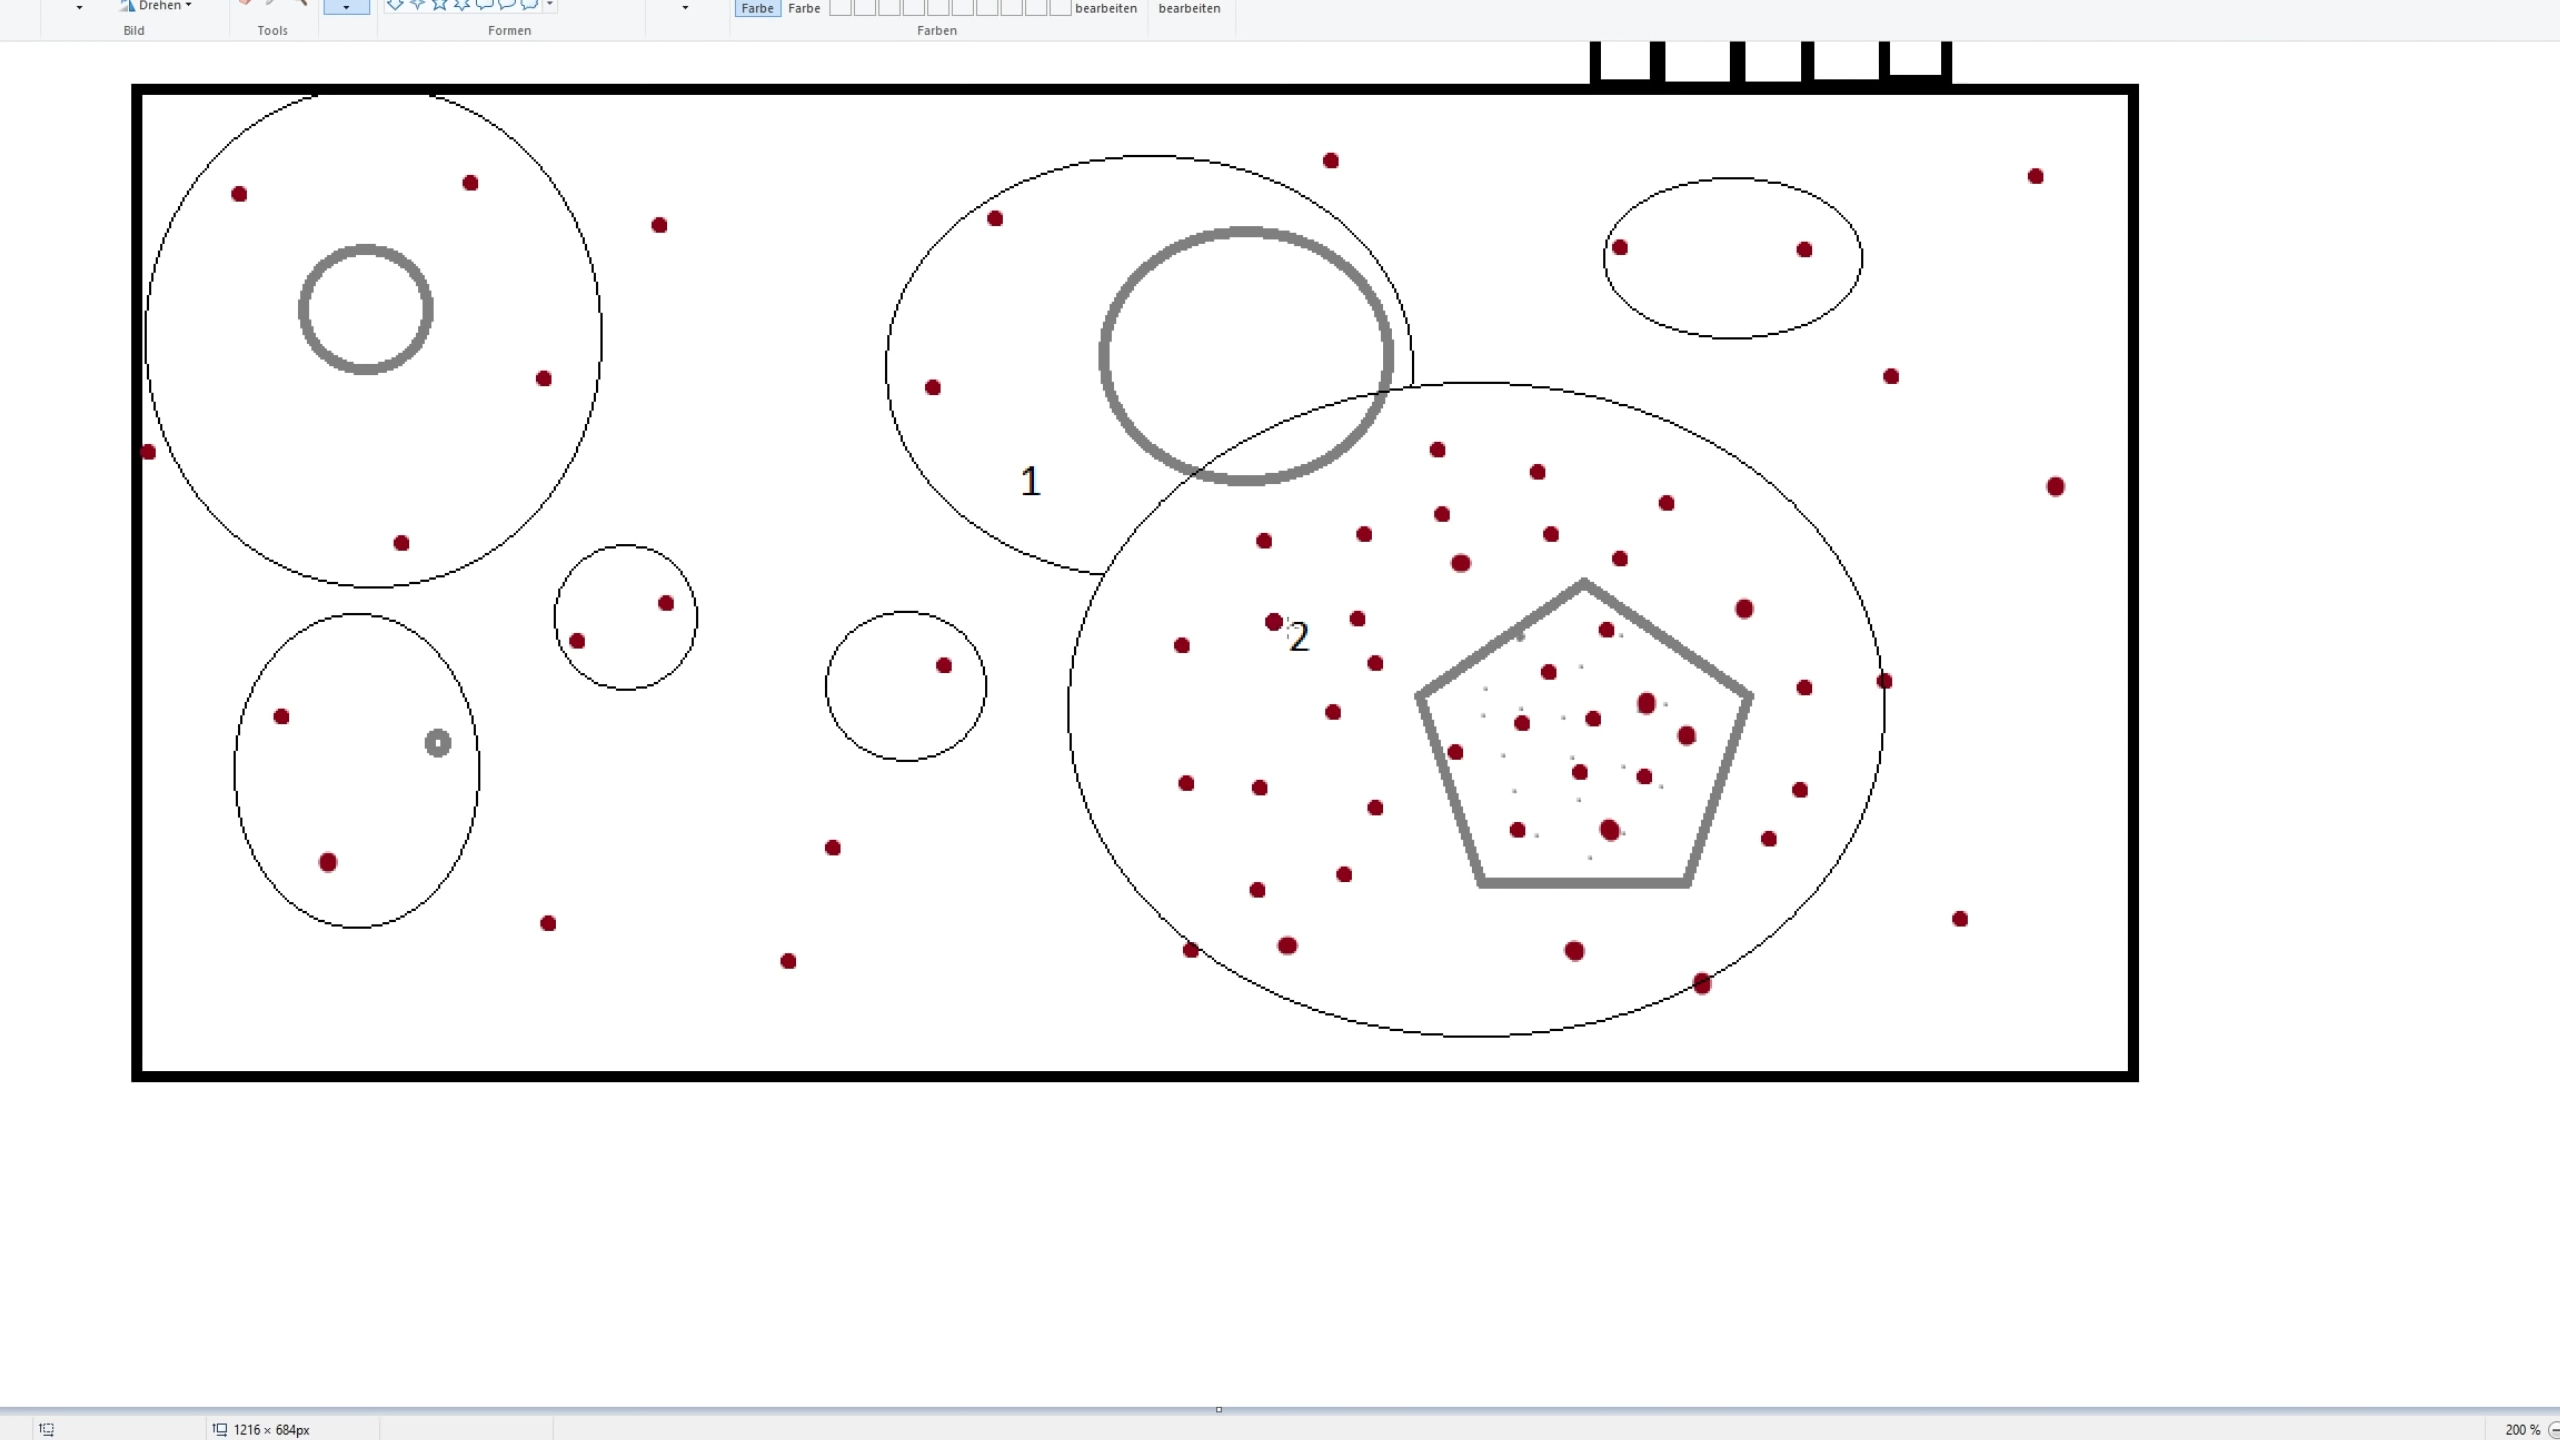 Drehen
Farbe Farbe bearbeiten bearbeiten
Bild Tools Formen Farben
1
2
1216 × 684px
200 %